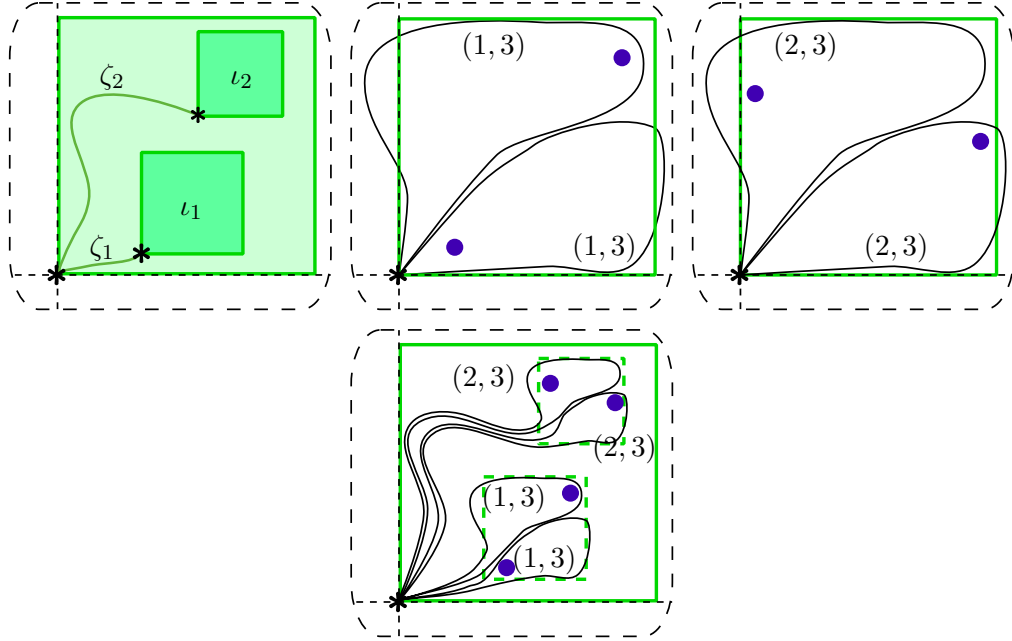 ζ₂
ι₂
ι₁
ζ₁
(1, 3)
(1, 3)
(2, 3)
(2, 3)
(2, 3)
(2, 3)
(1, 3)
(1, 3)